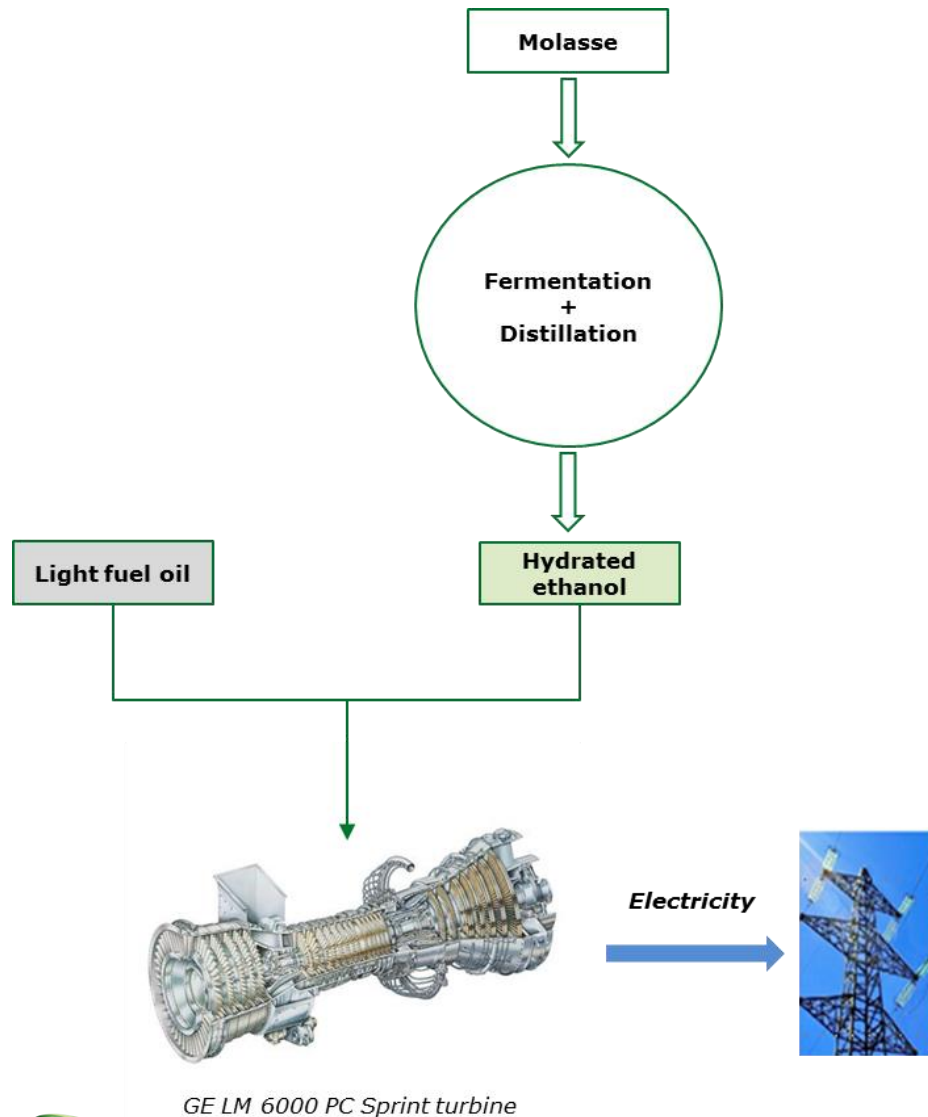 Molasse
Fermentation
+
Distillation
Light fuel oil
Hydrated
ethanol
Electricity
GE LM 6000 PC Sprint turbine